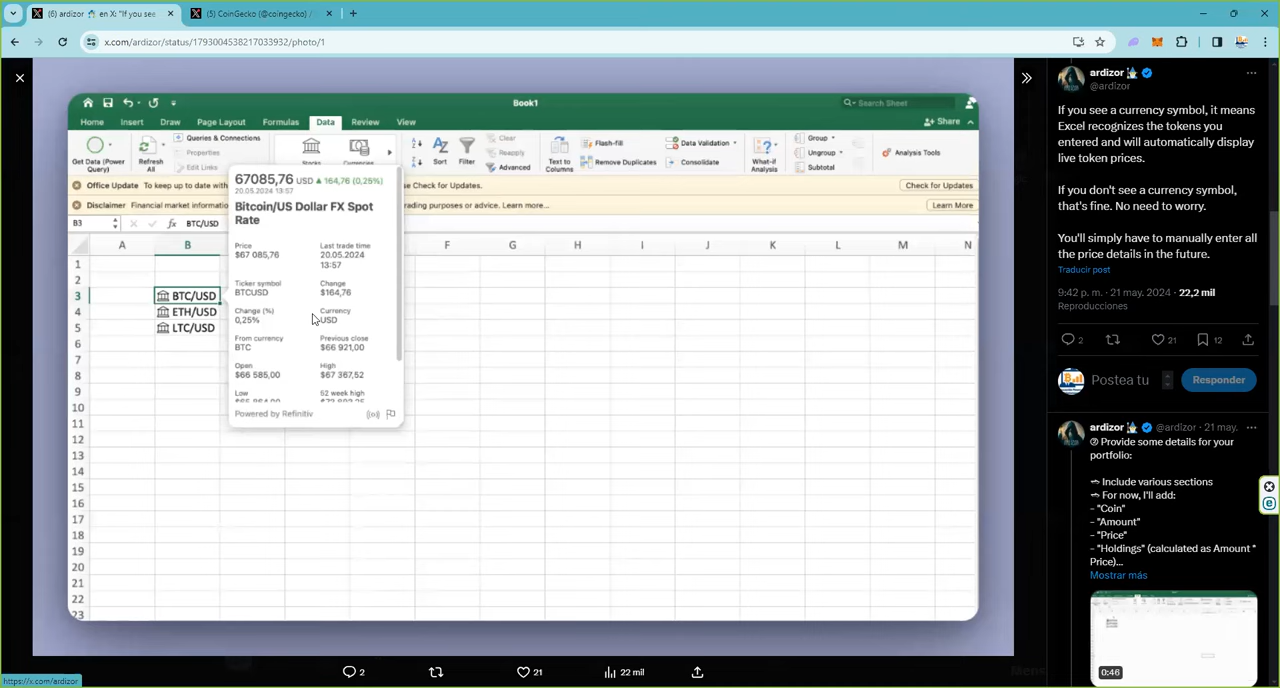 (6) ardizor en X: "If you see
(5) CoinGecko (@coingecko) /
x.com/ardizor/status/1793004538217033932/photo/1
Book1
Search Sheet
Home Insert Draw Page Layout Formulas Data Review View
Share
Get Data (Power Query)
Refresh All
Queries & Connections
Properties
Edit Links
Stocks
Currencies
Sort
Filter
Clear
Reapply
Advanced
Text to Columns
Flash-fill
Remove Duplicates
Data Validation
Consolidate
What-if Analysis
Group
Ungroup
Subtotal
Analysis Tools
Office Update To keep up to date with
se Check for Updates.
Check for Updates
Disclaimer Financial market information
rading purposes or advice. Learn more...
Learn More
B3
fx BTC/USD
A B F G H I J K L M N
1
2
3 BTC/USD
4 ETH/USD
5 LTC/USD
6
7
8
9
10
11
12
13
14
15
16
17
18
19
20
21
22
23
67085,76 USD ▲ 164,76 (0,25%)
20.05.2024 13:57
Bitcoin/US Dollar FX Spot
Rate
Price
$67 085,76
Last trade time
20.05.2024
13:57
Ticker symbol
BTCUSD
Change
$164,76
Change (%)
0,25%
Currency
USD
From currency
BTC
Previous close
$66 921,00
Open
$66 585,00
High
$67 367,52
Low
52 week high
Powered by Refinitiv
2
21
22 mil
https://x.com/ardizor
ardizor
@ardizor
If you see a currency symbol, it means
Excel recognizes the tokens you
entered and will automatically display
live token prices.
If you don't see a currency symbol,
that's fine. No need to worry.
You'll simply have to manually enter all
the price details in the future.
Traducir post
9:42 p. m. · 21 may. 2024 · 22,2 mil
Reproducciones
2
21
12
Postea tu
Responder
ardizor @ardizor · 21 may.
② Provide some details for your
portfolio:
⇨ Include various sections
⇨ For now, I'll add:
- "Coin"
- "Amount"
- "Price"
- "Holdings" (calculated as Amount *
Price)...
Mostrar más
0:46